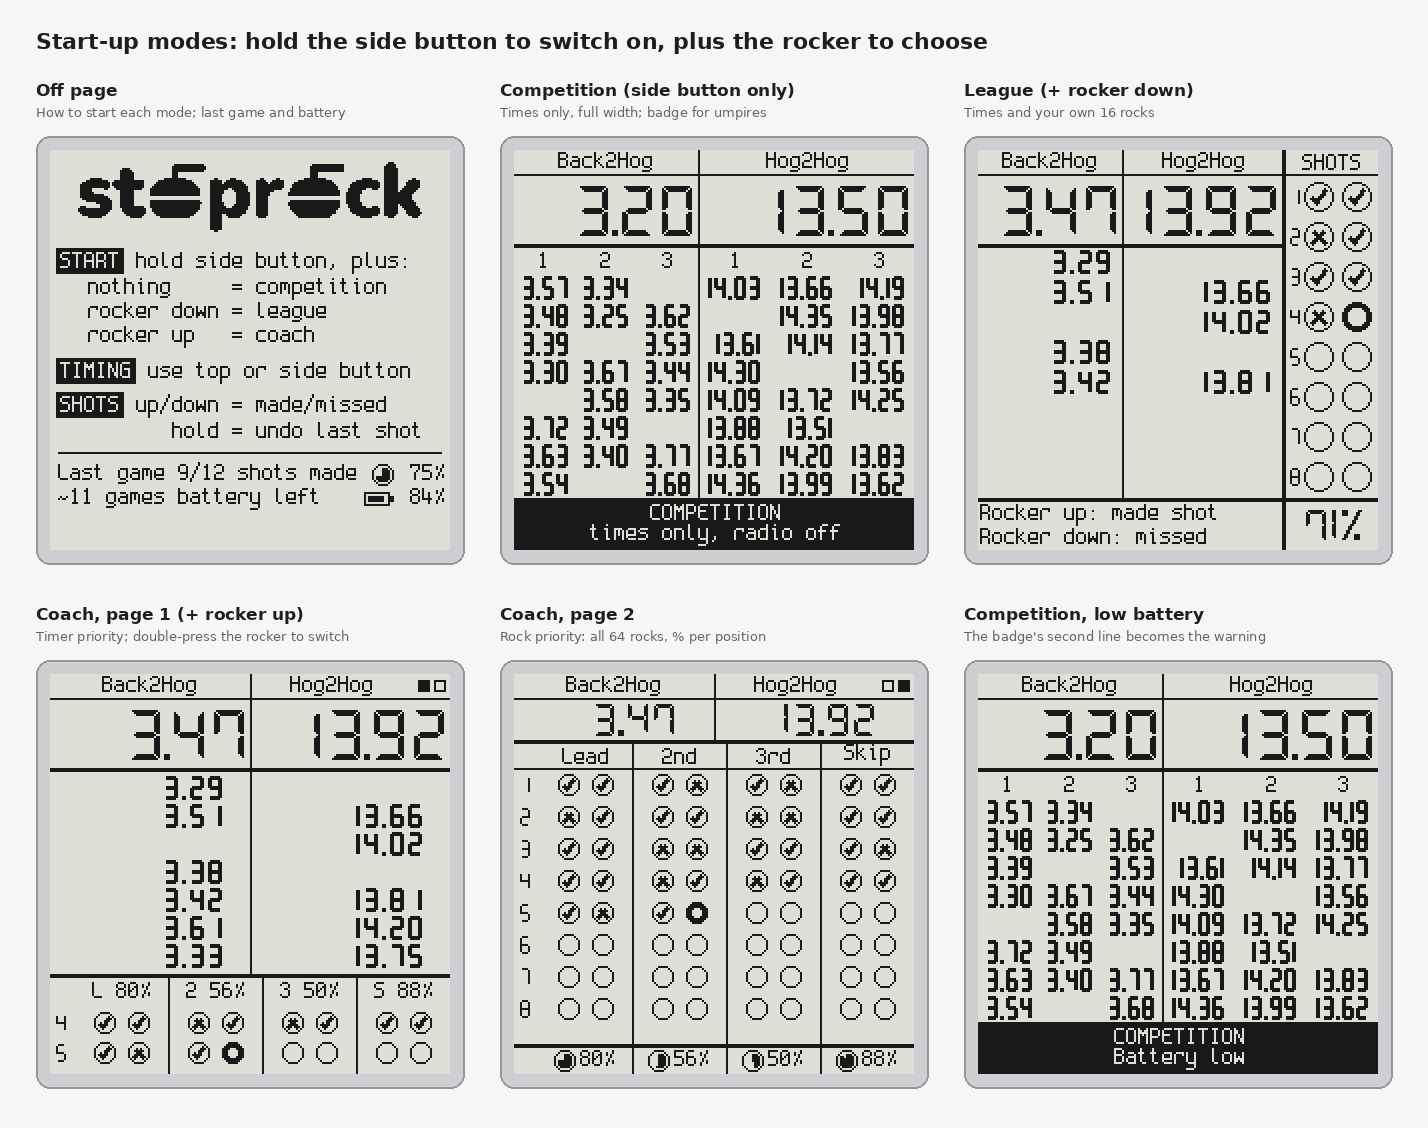 Start-up modes: hold the side button to switch on, plus the rocker to choose
Off page
How to start each mode; last game and battery
stoprock
START hold side button, plus:
nothing = competition
rocker down = league
rocker up = coach
TIMING use top or side button
SHOTS up/down = made/missed
hold = undo last shot
Last game 9/12 shots made 75%
~11 games battery left 84%
Competition (side button only)
Times only, full width; badge for umpires
Back2Hog Hog2Hog
3.20 13.50
1 2 3 1 2 3
3.57 3.34 14.03 13.66 14.19
3.48 3.25 3.62 14.35 13.98
3.39 3.53 13.61 14.14 13.77
3.30 3.67 3.44 14.30 13.56
3.58 3.35 14.09 13.72 14.25
3.72 3.49 13.88 13.51
3.63 3.40 3.77 13.67 14.20 13.83
3.54 3.68 14.36 13.99 13.62
COMPETITION
times only, radio off
League (+ rocker down)
Times and your own 16 rocks
Back2Hog Hog2Hog SHOTS
3.47 13.92
3.29
3.51 13.66
14.02
3.38
3.42 13.81
1
2
3
4
5
6
7
8
Rocker up: made shot
Rocker down: missed
71%
Coach, page 1 (+ rocker up)
Timer priority; double-press the rocker to switch
Back2Hog Hog2Hog
3.47 13.92
3.29
3.51 13.66
14.02
3.38
3.42 13.81
3.61 14.20
3.33 13.75
L 80% 2 56% 3 50% S 88%
4
5
Coach, page 2
Rock priority: all 64 rocks, % per position
Back2Hog Hog2Hog
3.47 13.92
Lead 2nd 3rd Skip
1
2
3
4
5
6
7
8
80% 56% 50% 88%
Competition, low battery
The badge's second line becomes the warning
Back2Hog Hog2Hog
3.20 13.50
1 2 3 1 2 3
3.57 3.34 14.03 13.66 14.19
3.48 3.25 3.62 14.35 13.98
3.39 3.53 13.61 14.14 13.77
3.30 3.67 3.44 14.30 13.56
3.58 3.35 14.09 13.72 14.25
3.72 3.49 13.88 13.51
3.63 3.40 3.77 13.67 14.20 13.83
3.54 3.68 14.36 13.99 13.62
COMPETITION
Battery low